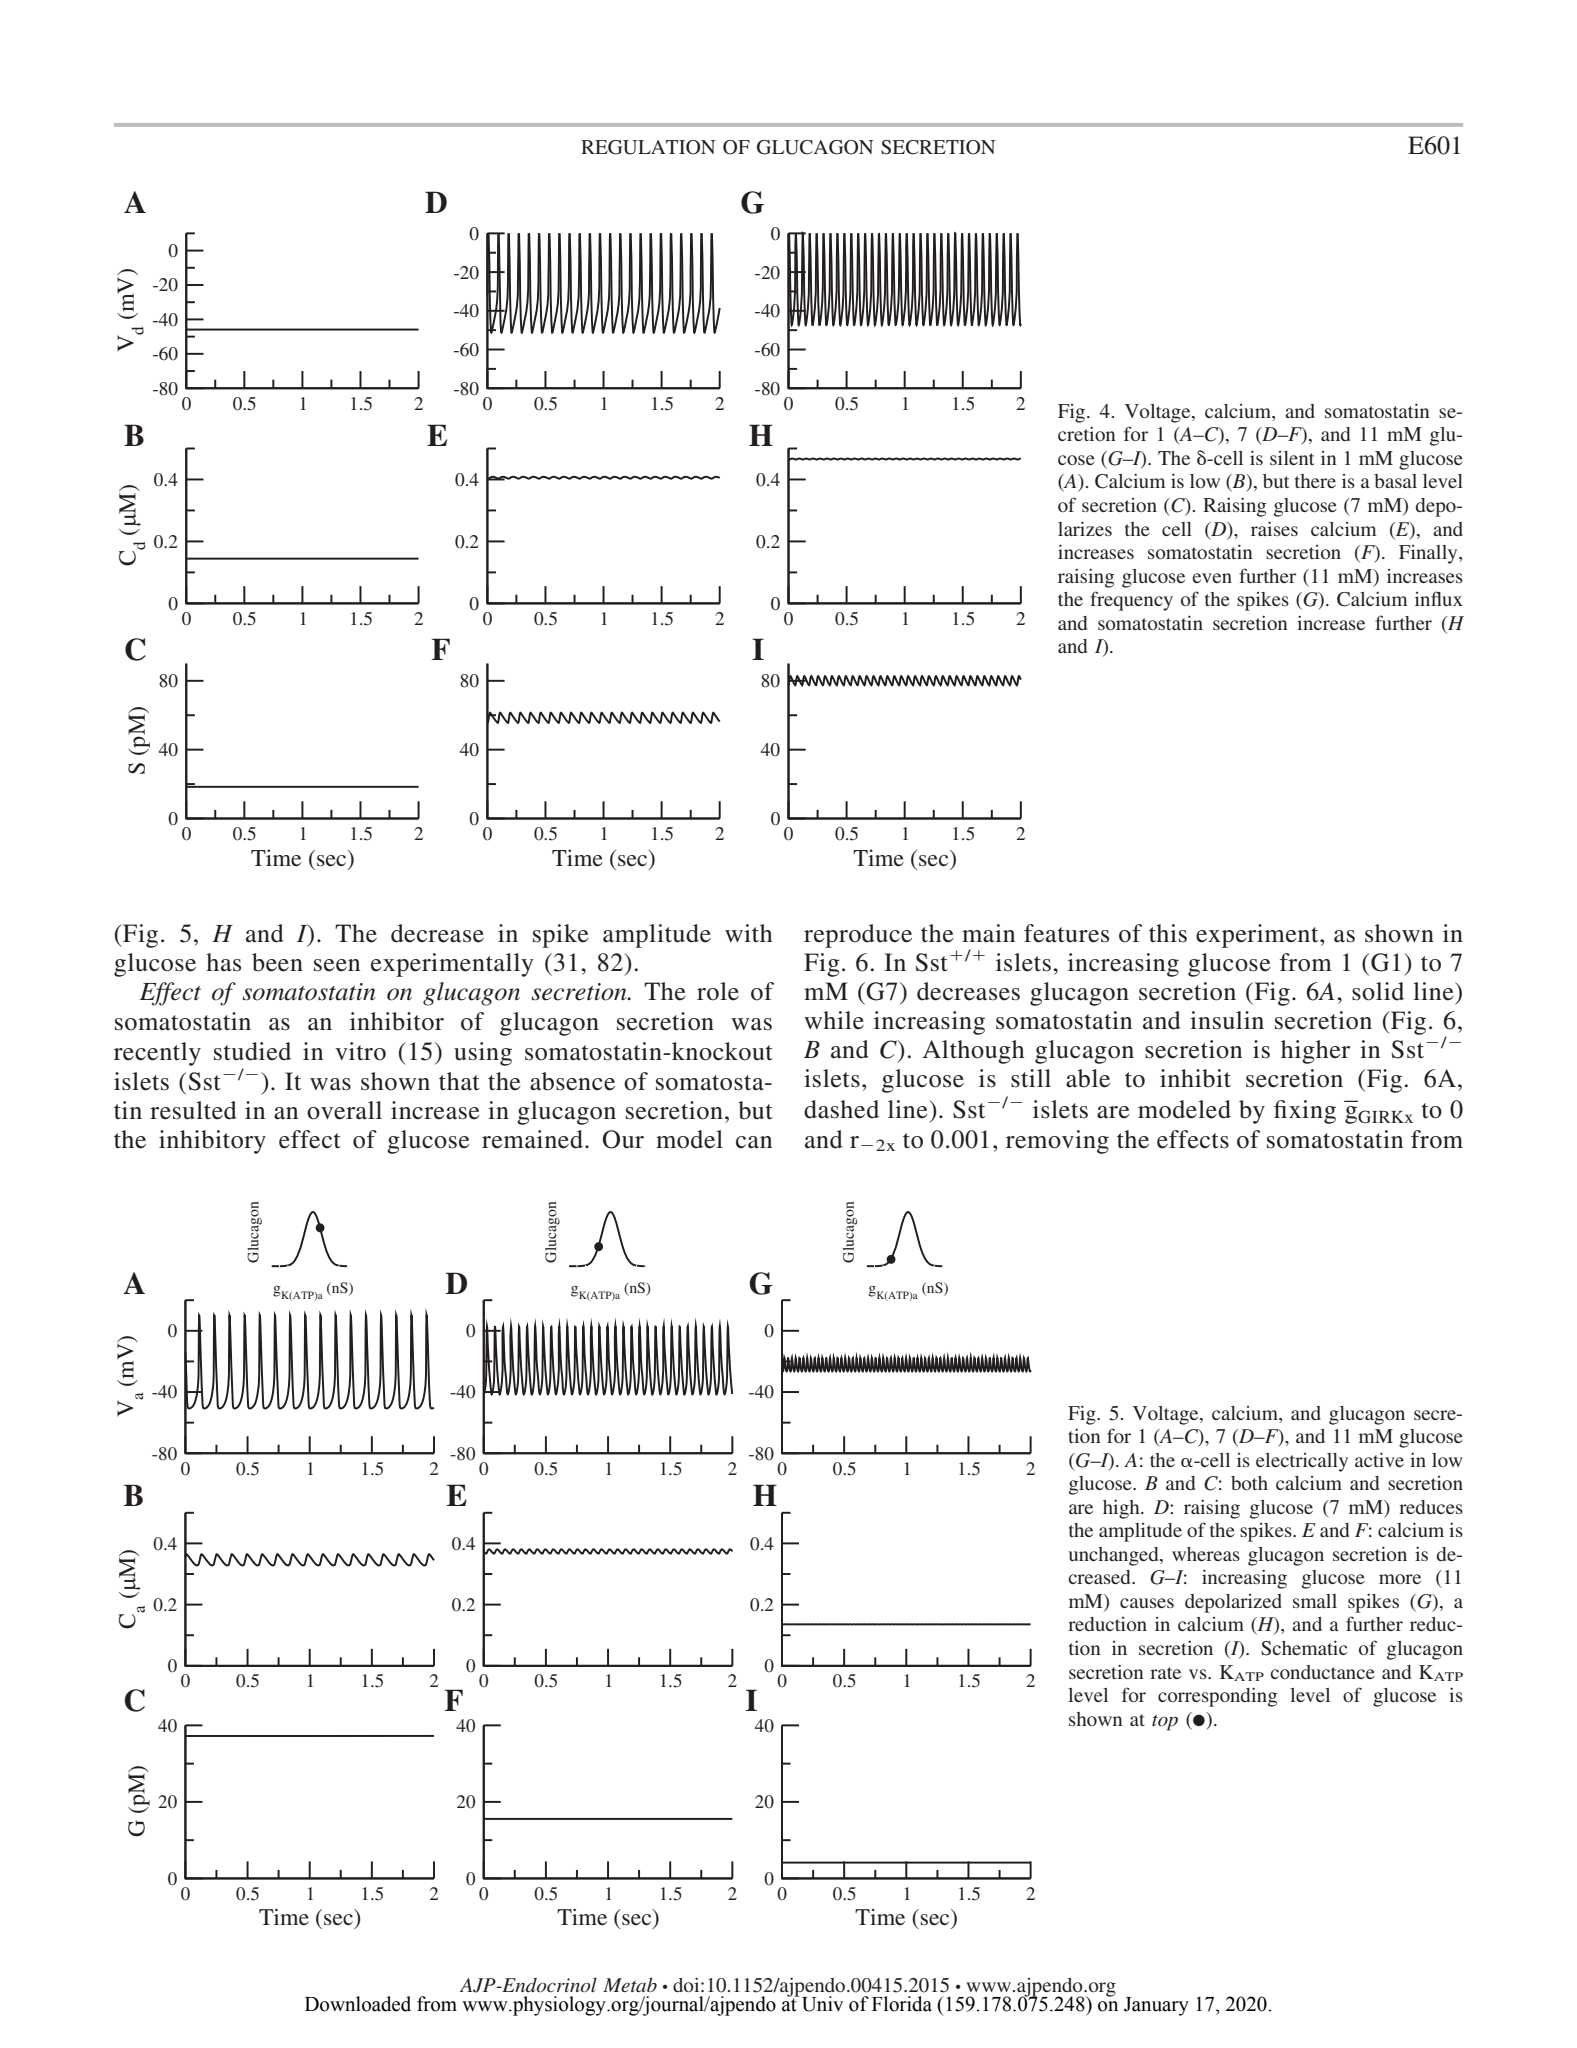 REGULATION OF GLUCAGON SECRETION
E601
A
D
G
0
-20
-40
-60
-80
V_d (mV)
0 0.5 1 1.5 2
0
-20
-40
-60
-80
0 0.5 1 1.5 2
0
-20
-40
-60
-80
0 0.5 1 1.5 2
B
E
H
0.4
0.2
0
C_d (μM)
0 0.5 1 1.5 2
0.4
0.2
0
0 0.5 1 1.5 2
0.4
0.2
0
0 0.5 1 1.5 2
C
F
I
80
40
0
S (pM)
0 0.5 1 1.5 2
Time (sec)
80
40
0
0 0.5 1 1.5 2
Time (sec)
80
40
0
0 0.5 1 1.5 2
Time (sec)
Fig. 4. Voltage, calcium, and somatostatin se-
cretion for 1 (A–C), 7 (D–F), and 11 mM glu-
cose (G–I). The δ-cell is silent in 1 mM glucose
(A). Calcium is low (B), but there is a basal level
of secretion (C). Raising glucose (7 mM) depo-
larizes the cell (D), raises calcium (E), and
increases somatostatin secretion (F). Finally,
raising glucose even further (11 mM) increases
the frequency of the spikes (G). Calcium influx
and somatostatin secretion increase further (H
and I).
(Fig. 5, H and I). The decrease in spike amplitude with
glucose has been seen experimentally (31, 82).
Effect of somatostatin on glucagon secretion. The role of
somatostatin as an inhibitor of glucagon secretion was
recently studied in vitro (15) using somatostatin-knockout
islets (Sst−/−). It was shown that the absence of somatosta-
tin resulted in an overall increase in glucagon secretion, but
the inhibitory effect of glucose remained. Our model can
reproduce the main features of this experiment, as shown in
Fig. 6. In Sst+/+ islets, increasing glucose from 1 (G1) to 7
mM (G7) decreases glucagon secretion (Fig. 6A, solid line)
while increasing somatostatin and insulin secretion (Fig. 6,
B and C). Although glucagon secretion is higher in Sst−/−
islets, glucose is still able to inhibit secretion (Fig. 6A,
dashed line). Sst−/− islets are modeled by fixing g̅GIRKx to 0
and r−2x to 0.001, removing the effects of somatostatin from
Glucagon
gK(ATP)a (nS)
Glucagon
gK(ATP)a (nS)
Glucagon
gK(ATP)a (nS)
A
D
G
0
-40
-80
V_a (mV)
0 0.5 1 1.5 2
0
-40
-80
0 0.5 1 1.5 2
0
-40
-80
0 0.5 1 1.5 2
B
E
H
0.4
0.2
0
C_a (μM)
0 0.5 1 1.5 2
0.4
0.2
0
0 0.5 1 1.5 2
0.4
0.2
0
0 0.5 1 1.5 2
C
F
I
40
20
0
G (pM)
0 0.5 1 1.5 2
Time (sec)
40
20
0
0 0.5 1 1.5 2
Time (sec)
40
20
0
0 0.5 1 1.5 2
Time (sec)
Fig. 5. Voltage, calcium, and glucagon secre-
tion for 1 (A–C), 7 (D–F), and 11 mM glucose
(G–I). A: the α-cell is electrically active in low
glucose. B and C: both calcium and secretion
are high. D: raising glucose (7 mM) reduces
the amplitude of the spikes. E and F: calcium is
unchanged, whereas glucagon secretion is de-
creased. G–I: increasing glucose more (11
mM) causes depolarized small spikes (G), a
reduction in calcium (H), and a further reduc-
tion in secretion (I). Schematic of glucagon
secretion rate vs. KATP conductance and KATP
level for corresponding level of glucose is
shown at top (●).
AJP-Endocrinol Metab • doi:10.1152/ajpendo.00415.2015 • www.ajpendo.org
Downloaded from www.physiology.org/journal/ajpendo at Univ of Florida (159.178.075.248) on January 17, 2020.